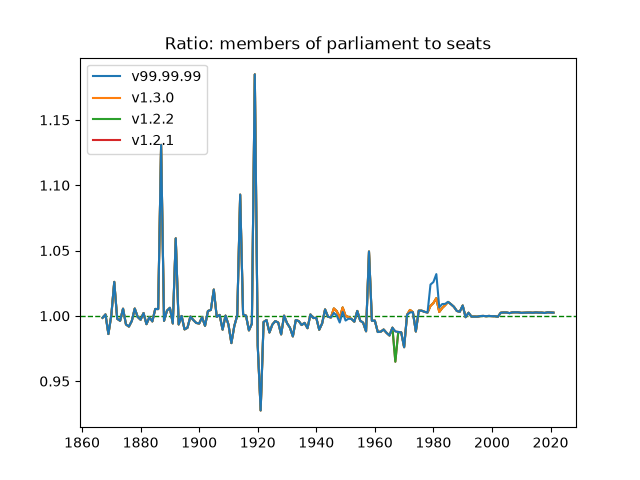 Ratio: members of parliament to seats
v99.99.99
v1.3.0
v1.2.2
v1.2.1
1.15
1.10
1.05
1.00
0.95
1860 1880 1900 1920 1940 1960 1980 2000 2020